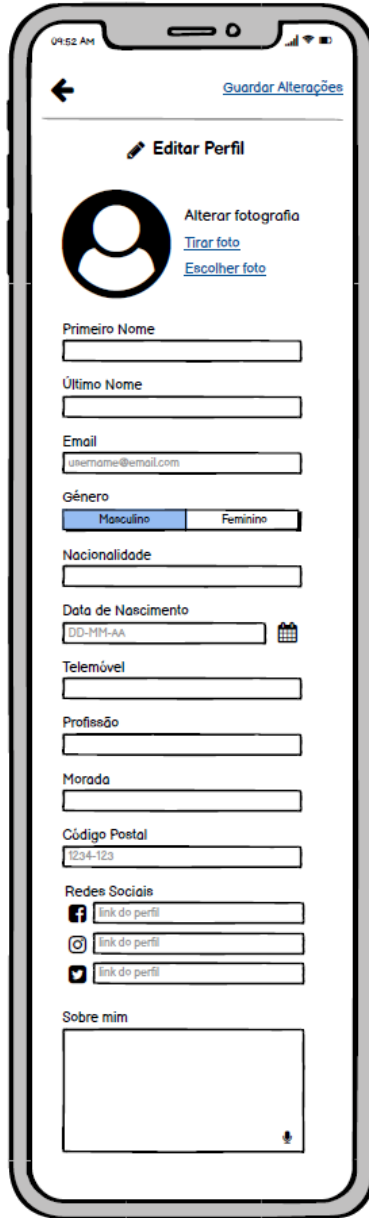 09:52 AM
Guardar Alterações
Editar Perfil
Alterar fotografia
Tirar foto
Escolher foto
Primeiro Nome
Último Nome
Email
username@email.com
Género
Masculino Feminino
Nacionalidade
Data de Nascimento
DD-MM-AA
Telemóvel
Profissão
Morada
Código Postal
1234-123
Redes Sociais
link do perfil
link do perfil
link do perfil
Sobre mim